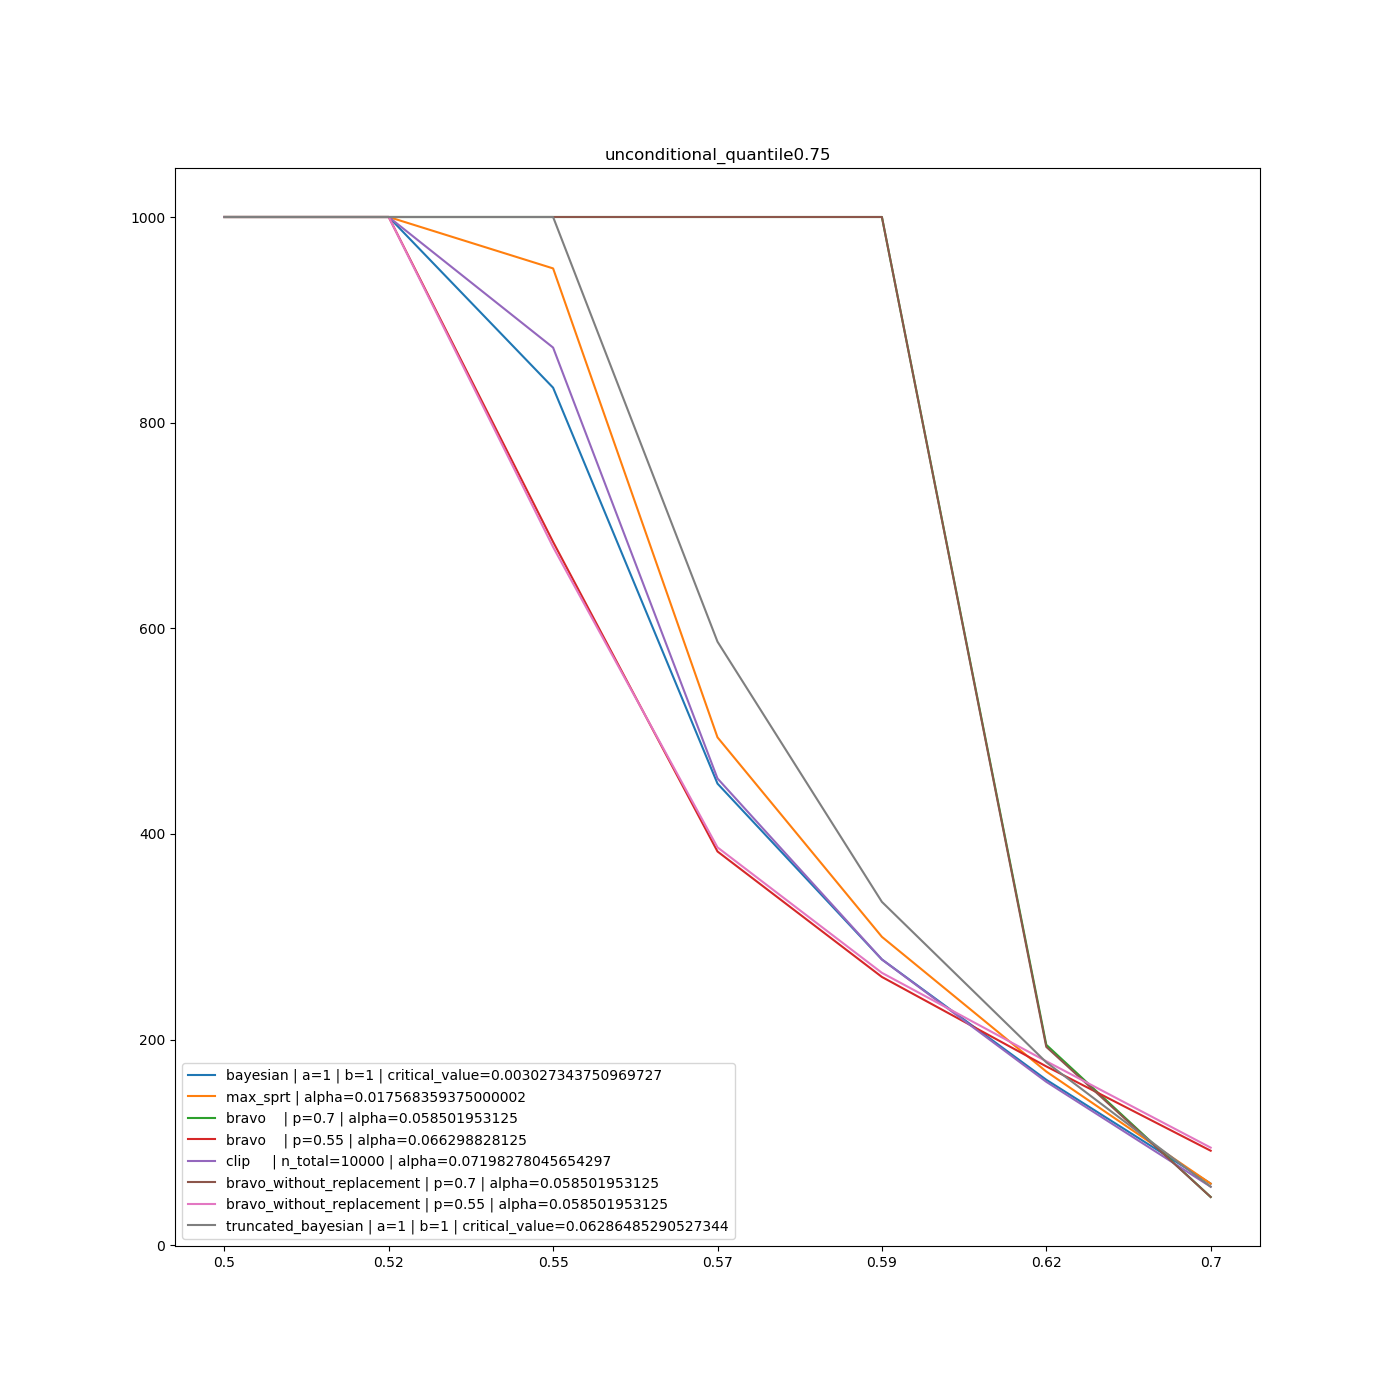 unconditional_quantile0.75
1000
800
600
400
200
0
bayesian | a=1 | b=1 | critical_value=0.003027343750969727
max_sprt | alpha=0.017568359375000002
bravo    | p=0.7 | alpha=0.058501953125
bravo    | p=0.55 | alpha=0.066298828125
clip     | n_total=10000 | alpha=0.07198278045654297
bravo_without_replacement | p=0.7 | alpha=0.058501953125
bravo_without_replacement | p=0.55 | alpha=0.058501953125
truncated_bayesian | a=1 | b=1 | critical_value=0.06286485290527344
0.5 0.52 0.55 0.57 0.59 0.62 0.7